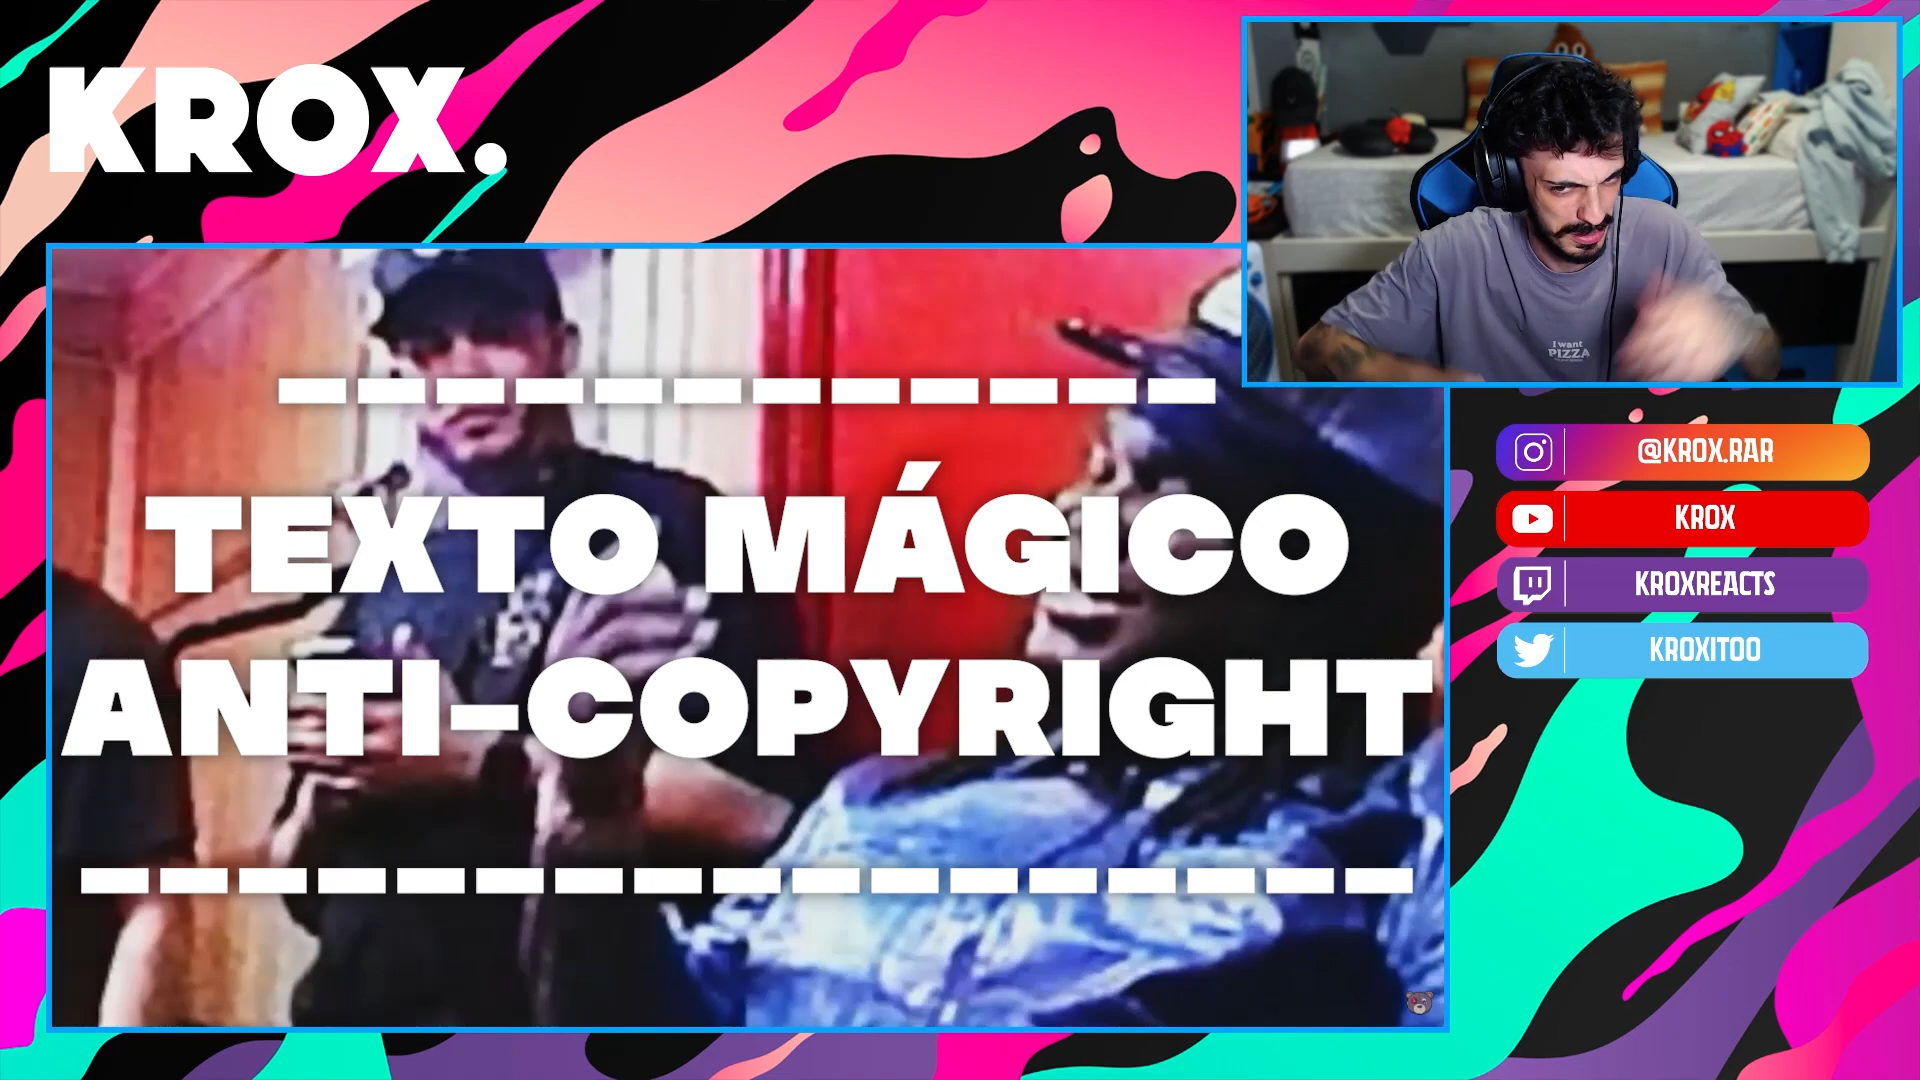 KROX.
I want
PIZZA
TEXTO MÁGICO
ANTI-COPYRIGHT
@KROX.RAR
KROX
KROXREACTS
KROXITOO